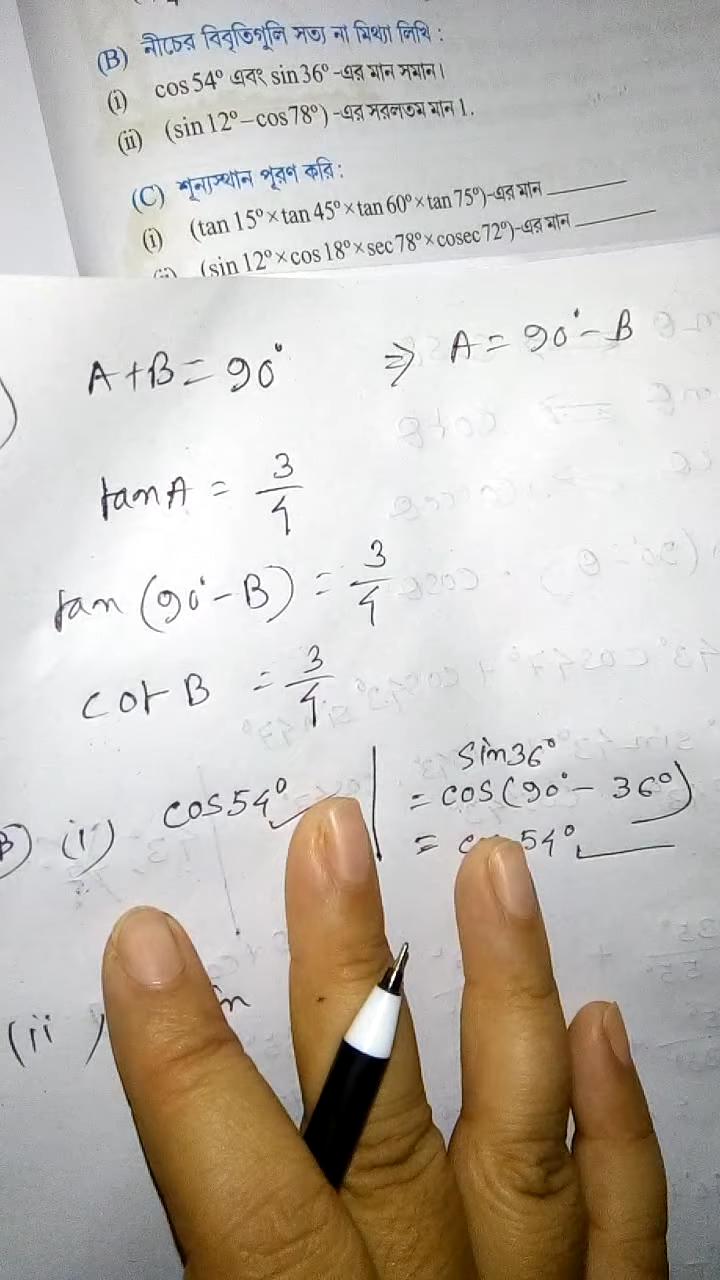 (B) নীচের বিবৃতিগুলি সত্য না মিথ্যা লিখি :
(i) cos 54° এবং sin 36° -এর মান সমান।
(ii) (sin 12° – cos 78°) -এর সরলতম মান 1.
(C) শূন্যস্থান পূরণ করি :
(i) (tan 15° × tan 45° × tan 60° × tan 75°)-এর মান ______
(sin 12° × cos 18° × sec 78° × cosec 72°)-এর মান ______
A + B = 90° ⇒ A = 90° – B
tan A = 3/4
tan (90° – B) = 3/4
cot B = 3/4
(i) cos 54°
sin 36°
= cos (90° – 36°)
= 54°
(ii)